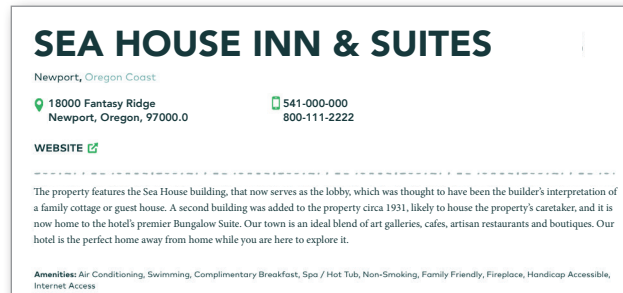 SEA HOUSE INN & SUITES
Newport, Oregon Coast
18000 Fantasy Ridge
Newport, Oregon, 97000.0
541-000-000
800-111-2222
WEBSITE
The property features the Sea House building, that now serves as the lobby, which was thought to have been the builder's interpretation of
a family cottage or guest house. A second building was added to the property circa 1931, likely to house the property's caretaker, and it is
now home to the hotel's premier Bungalow Suite. Our town is an ideal blend of art galleries, cafes, artisan restaurants and boutiques. Our
hotel is the perfect home away from home while you are here to explore it.
Amenities: Air Conditioning, Swimming, Complimentary Breakfast, Spa / Hot Tub, Non-Smoking, Family Friendly, Fireplace, Handicap Accessible,
Internet Access